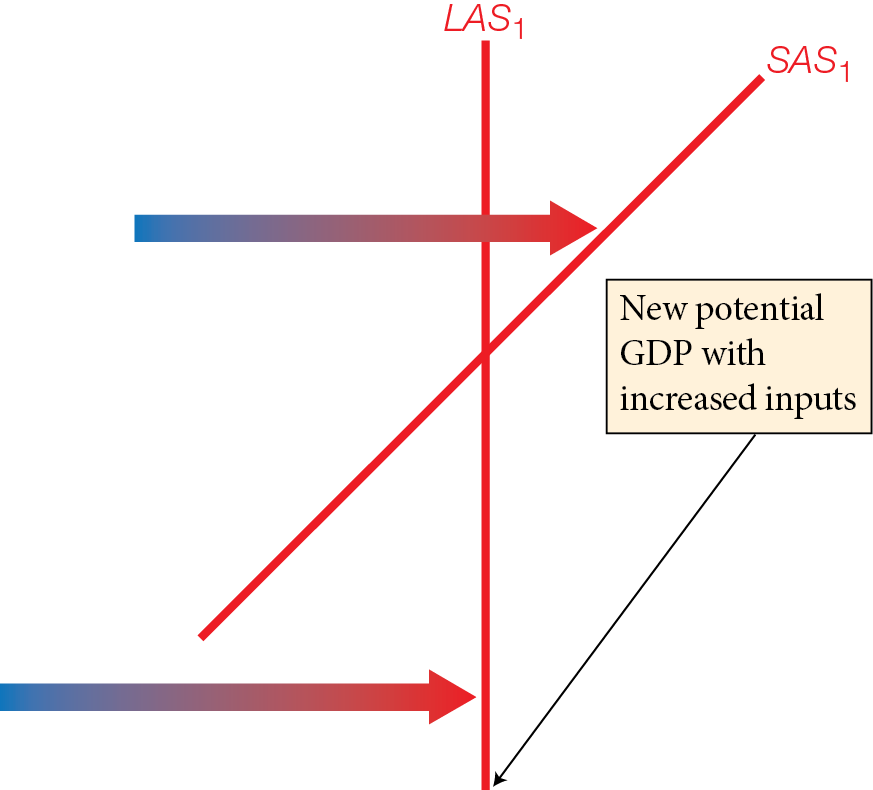 LAS₁
SAS₁
New potential
GDP with
increased inputs